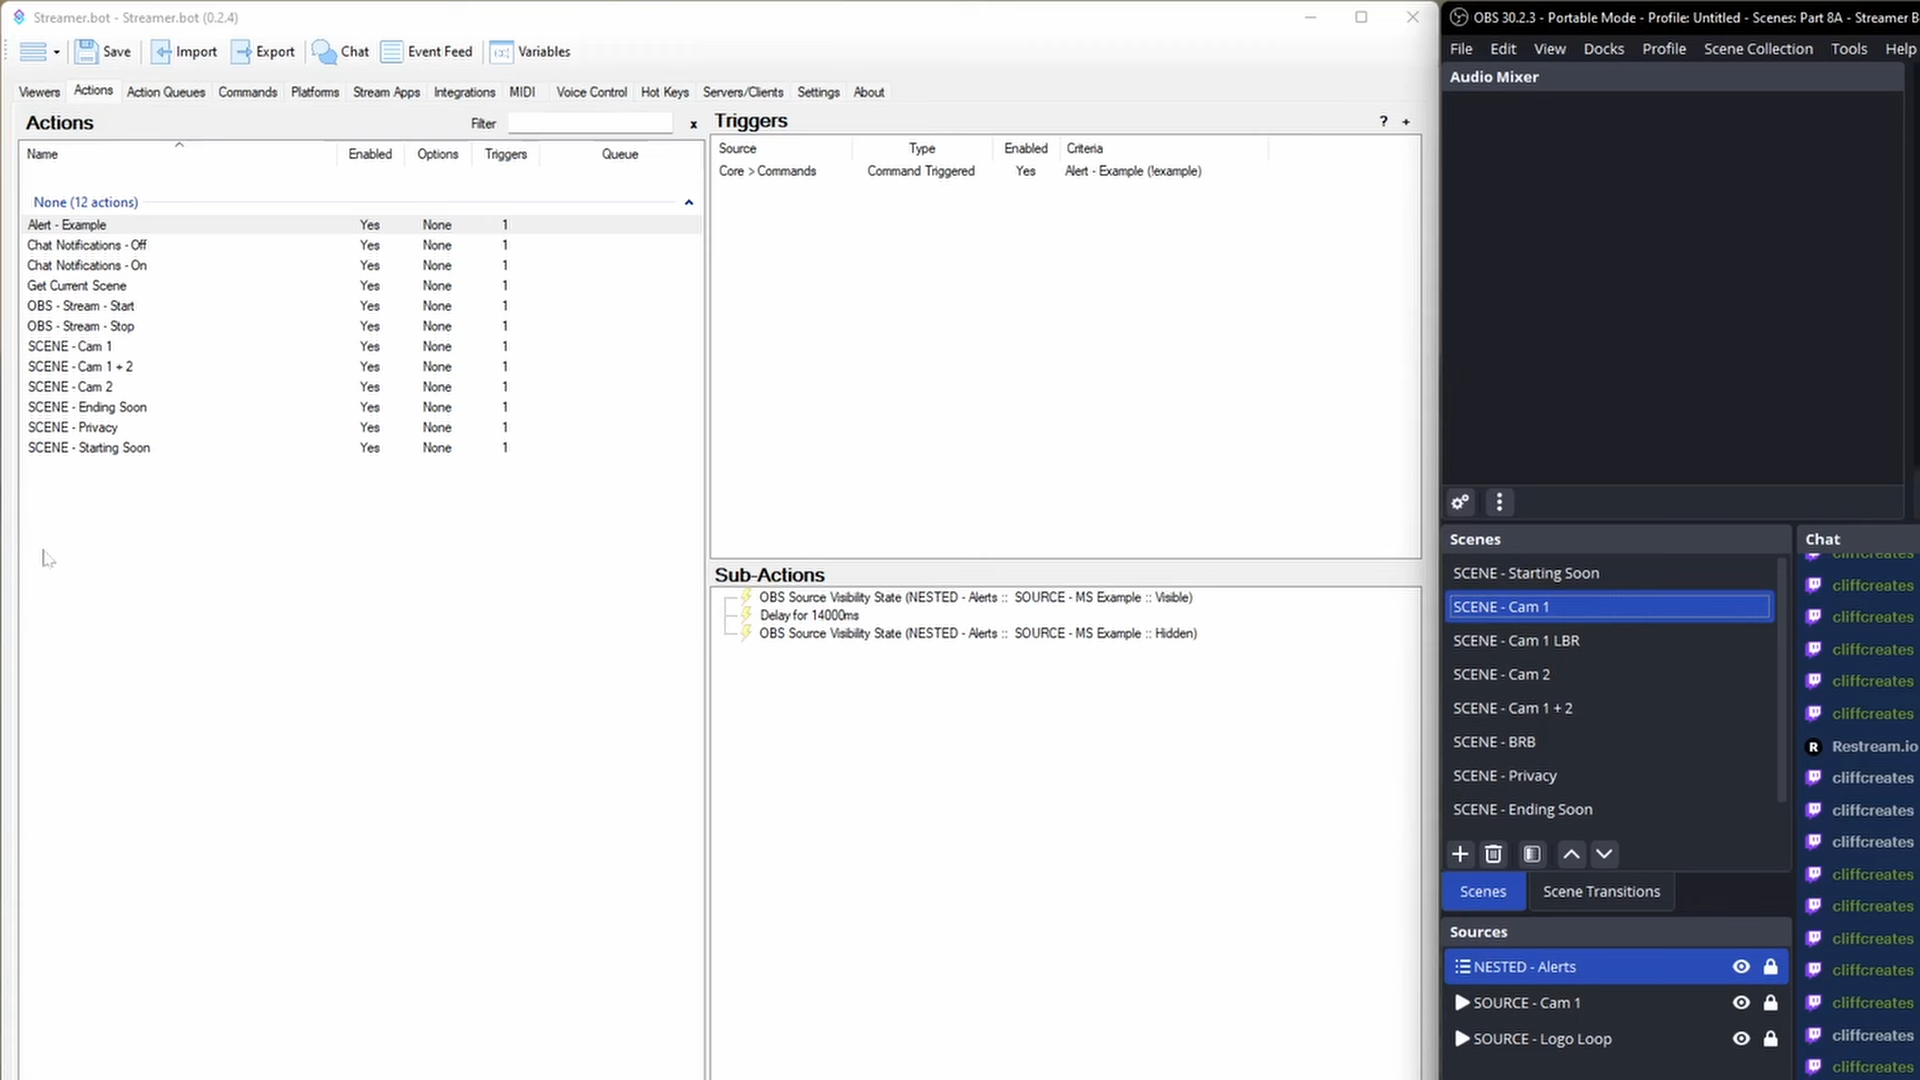 Streamer.bot - Streamer.bot (0.2.4)
Save
Import
Export
Chat
Event Feed
Variables
Viewers
Actions
Action Queues
Commands
Platforms
Stream Apps
Integrations
MIDI
Voice Control
Hot Keys
Servers/Clients
Settings
About
Actions
Filter
x
Name Enabled Options Triggers Queue
None (12 actions)
Alert - Example Yes None 1
Chat Notifications - Off Yes None 1
Chat Notifications - On Yes None 1
Get Current Scene Yes None 1
OBS - Stream - Start Yes None 1
OBS - Stream - Stop Yes None 1
SCENE - Cam 1 Yes None 1
SCENE - Cam 1 + 2 Yes None 1
SCENE - Cam 2 Yes None 1
SCENE - Ending Soon Yes None 1
SCENE - Privacy Yes None 1
SCENE - Starting Soon Yes None 1
Triggers
? +
Source Type Enabled Criteria
Core > Commands Command Triggered Yes Alert - Example (!example)
Sub-Actions
OBS Source Visibility State (NESTED - Alerts :: SOURCE - MS Example :: Visible)
Delay for 14000ms
OBS Source Visibility State (NESTED - Alerts :: SOURCE - MS Example :: Hidden)
OBS 30.2.3 - Portable Mode - Profile: Untitled - Scenes: Part 8A - Streamer B
File Edit View Docks Profile Scene Collection Tools Help
Audio Mixer
Scenes
SCENE - Starting Soon
SCENE - Cam 1
SCENE - Cam 1 LBR
SCENE - Cam 2
SCENE - Cam 1 + 2
SCENE - BRB
SCENE - Privacy
SCENE - Ending Soon
Scenes
Scene Transitions
Sources
NESTED - Alerts
SOURCE - Cam 1
SOURCE - Logo Loop
Chat
cliffcreates
cliffcreates
cliffcreates
cliffcreates
cliffcreates
cliffcreates
R Restream.io
cliffcreates
cliffcreates
cliffcreates
cliffcreates
cliffcreates
cliffcreates
cliffcreates
cliffcreates
cliffcreates
cliffcreates